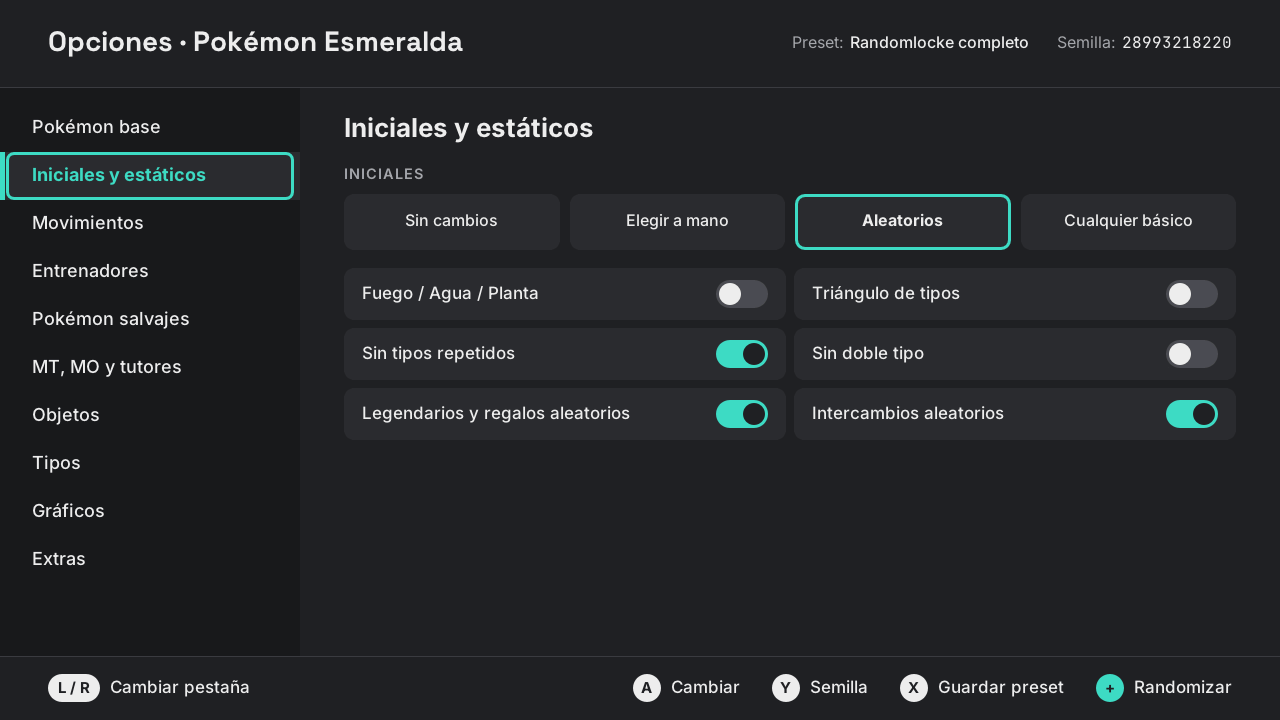 Opciones · Pokémon Esmeralda
Preset: Randomlocke completo Semilla: 28993218220
Pokémon base
Iniciales y estáticos
Movimientos
Entrenadores
Pokémon salvajes
MT, MO y tutores
Objetos
Tipos
Gráficos
Extras
Iniciales y estáticos
INICIALES
Sin cambios Elegir a mano Aleatorios Cualquier básico
Fuego / Agua / Planta Triángulo de tipos
Sin tipos repetidos Sin doble tipo
Legendarios y regalos aleatorios Intercambios aleatorios
L / R Cambiar pestaña A Cambiar Y Semilla X Guardar preset + Randomizar